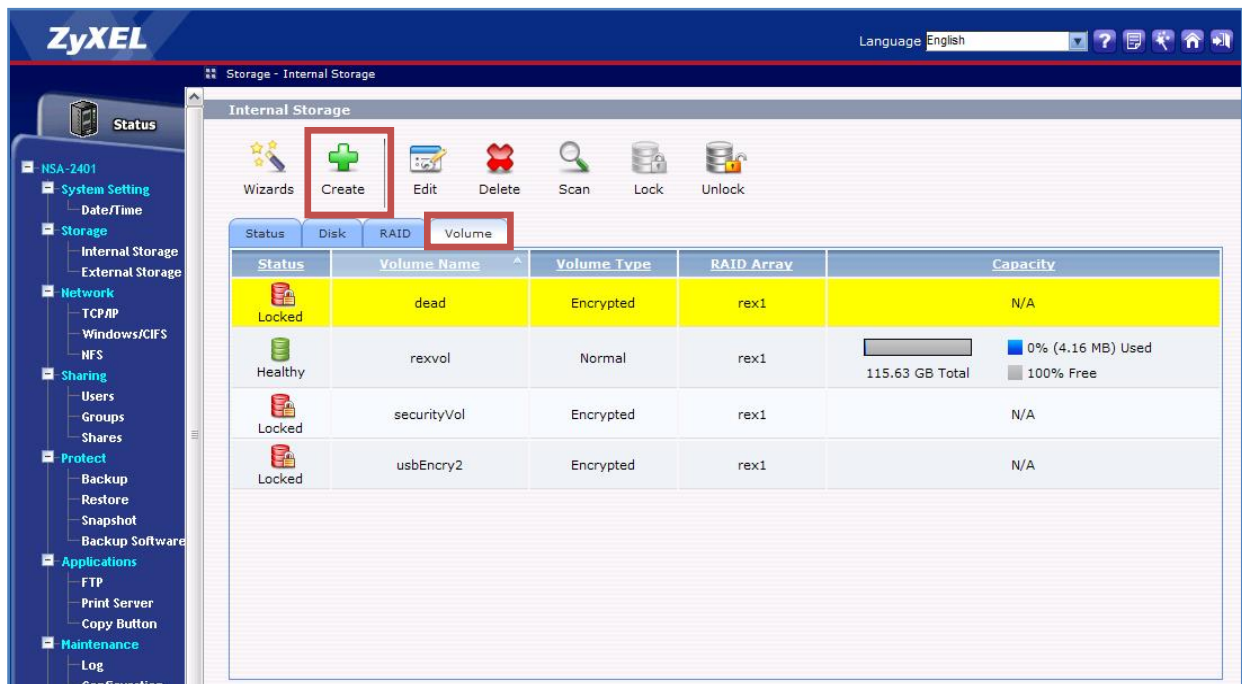 ZyXEL
Language English
Storage - Internal Storage
Status
NSA-2401
System Setting
Date/Time
Storage
Internal Storage
External Storage
Network
TCP/IP
Windows/CIFS
NFS
Sharing
Users
Groups
Shares
Protect
Backup
Restore
Snapshot
Backup Software
Applications
FTP
Print Server
Copy Button
Maintenance
Log
Internal Storage
Wizards Create Edit Delete Scan Lock Unlock
Status Disk RAID Volume
Status Volume Name Volume Type RAID Array Capacity
Locked dead Encrypted rex1 N/A
Healthy rexvol Normal rex1 115.63 GB Total 0% (4.16 MB) Used
100% Free
Locked securityVol Encrypted rex1 N/A
Locked usbEncry2 Encrypted rex1 N/A